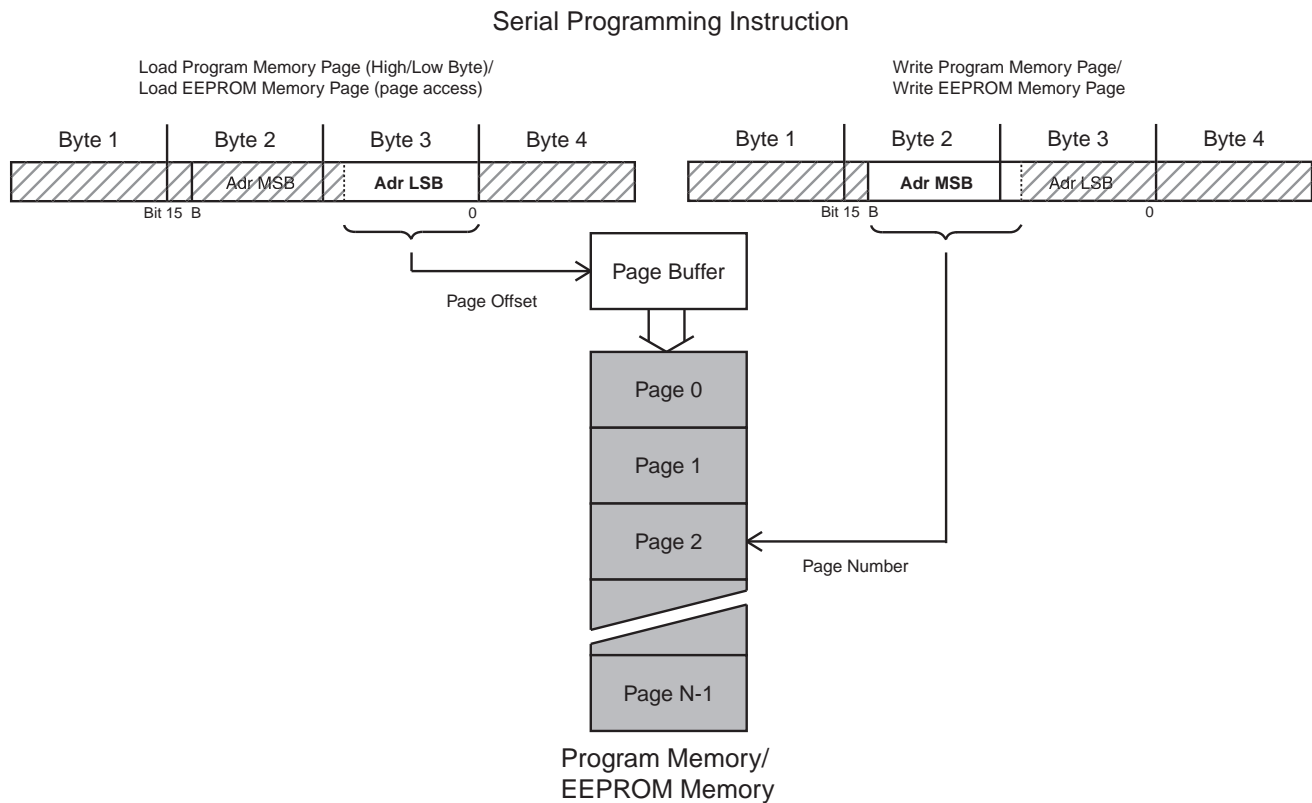 Serial Programming Instruction
Load Program Memory Page (High/Low Byte)/
Load EEPROM Memory Page (page access)
Write Program Memory Page/
Write EEPROM Memory Page
Byte 1 Byte 2 Byte 3 Byte 4
Byte 1 Byte 2 Byte 3 Byte 4
Adr MSB Adr LSB
Adr MSB Adr LSB
Bit 15 B 0
Bit 15 B 0
Page Buffer
Page Offset
Page 0
Page 1
Page 2
Page Number
Page N-1
Program Memory/
EEPROM Memory